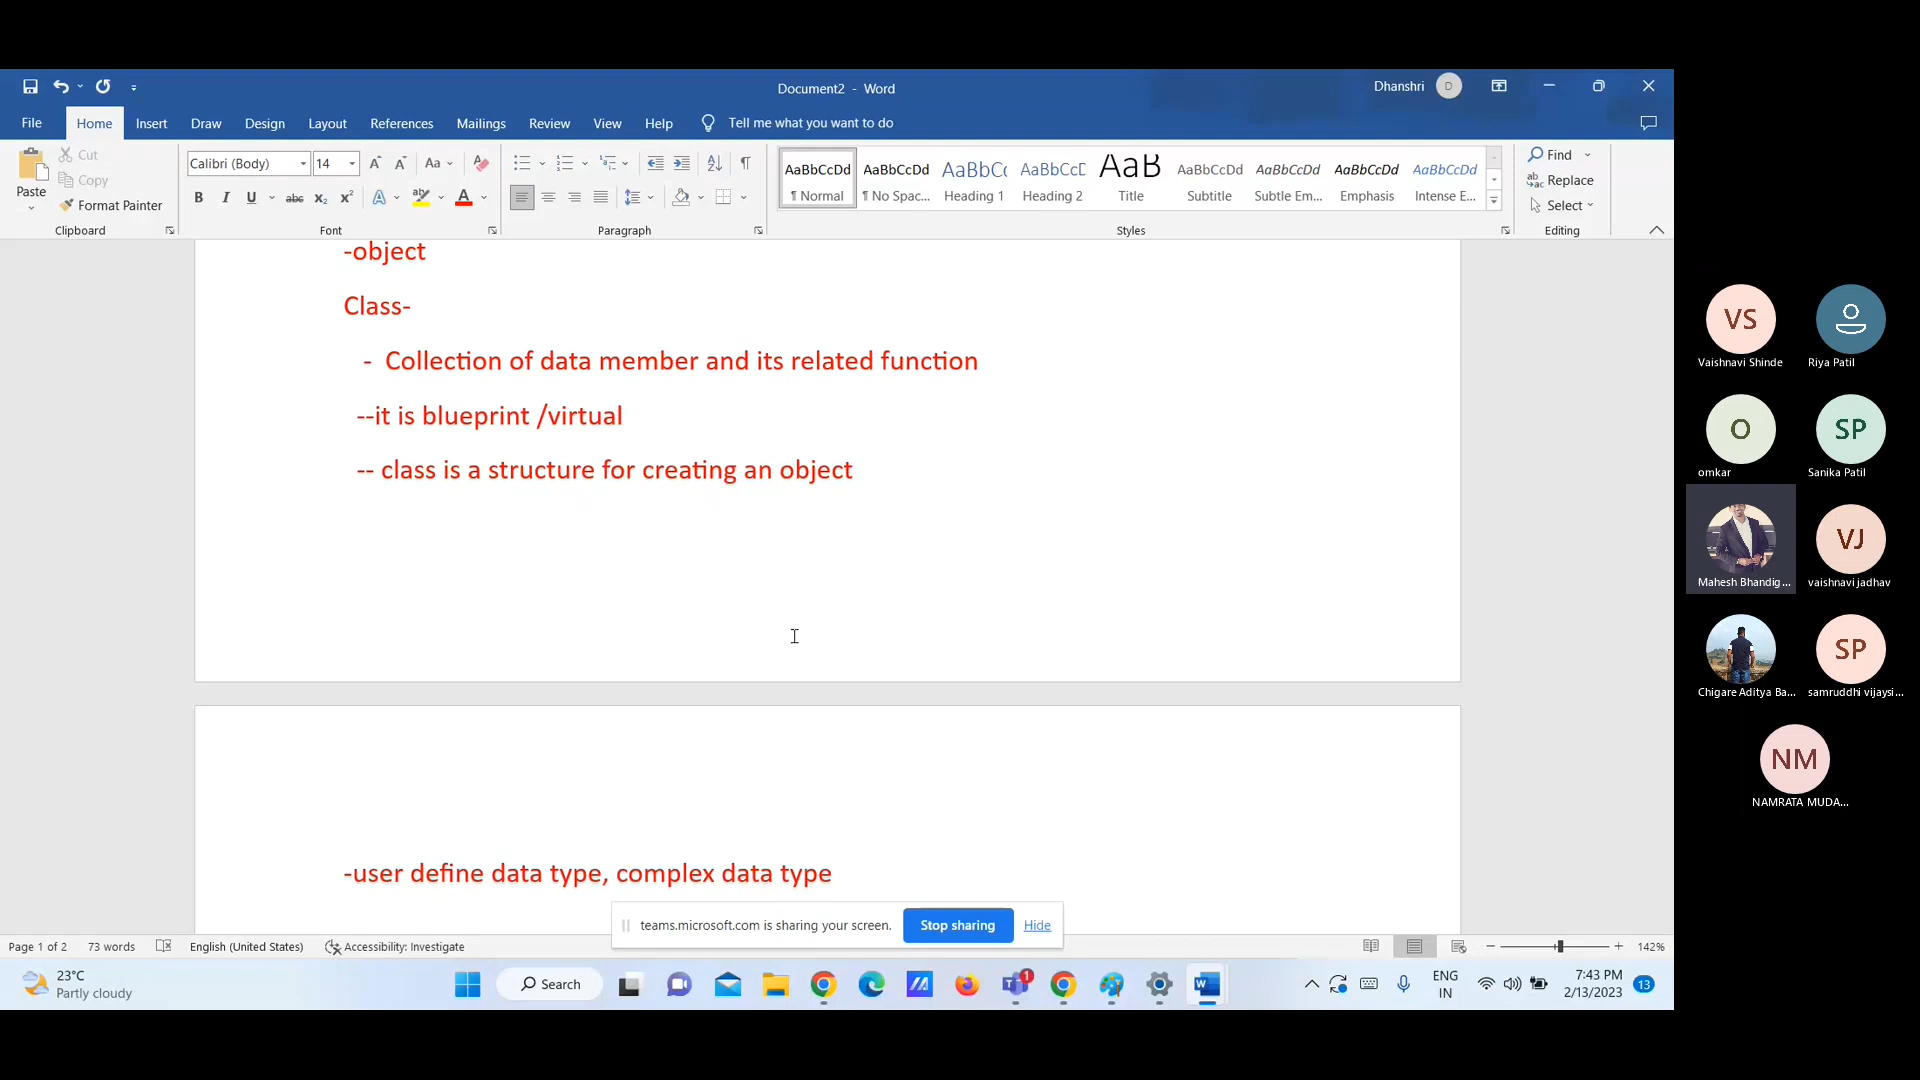 Document2 - Word
Dhanshri
D
File
Home
Insert
Draw
Design
Layout
References
Mailings
Review
View
Help
Tell me what you want to do
Paste
Cut
Copy
Format Painter
Clipboard
Calibri (Body)
14
Font
Paragraph
AaBbCcDd
¶ Normal
AaBbCcDd
¶ No Spac...
AaBbCc
Heading 1
AaBbCcD
Heading 2
AaB
Title
AaBbCcDd
Subtitle
AaBbCcDd
Subtle Em...
AaBbCcDd
Emphasis
AaBbCcDd
Intense E...
Styles
Find
Replace
Select
Editing
-object
Class-
- Collection of data member and its related function
--it is blueprint /virtual
-- class is a structure for creating an object
-user define data type, complex data type
teams.microsoft.com is sharing your screen.
Stop sharing
Hide
Page 1 of 2
73 words
English (United States)
Accessibility: Investigate
142%
23°C
Partly cloudy
Search
1
ENG
IN
7:43 PM
2/13/2023
13
VS
Vaishnavi Shinde
Riya Patil
O
omkar
SP
Sanika Patil
Mahesh Bhandig...
VJ
vaishnavi jadhav
Chigare Aditya Ba...
SP
samruddhi vijaysi...
NM
NAMRATA MUDA...